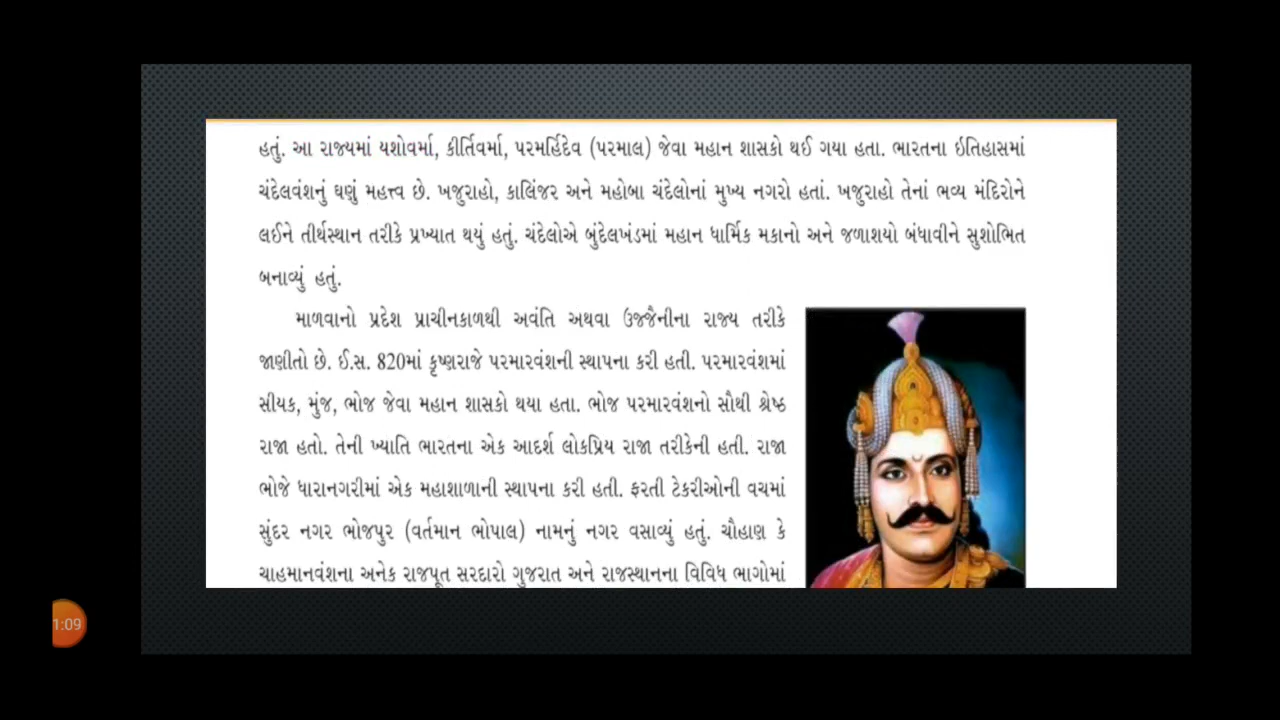 હતું. આ રાજ્યમાં યશોવર્મા, કીર્તિવર્મા, પરમર્હિદેવ (પરમાલ) જેવા મહાન શાસકો થઈ ગયા હતા. ભારતના ઇતિહાસમાં
ચંદેલવંશનું ઘણું મહત્ત્વ છે. ખજુરાહો, કાલિંજર અને મહોબા ચંદેલોનાં મુખ્ય નગરો હતાં. ખજુરાહો તેનાં ભવ્ય મંદિરોને
લઈને તીર્થસ્થાન તરીકે પ્રખ્યાત થયું હતું. ચંદેલોએ બુંદેલખંડમાં મહાન ધાર્મિક મકાનો અને જળાશયો બંધાવીને સુશોભિત
બનાવ્યું હતું.
માળવાનો પ્રદેશ પ્રાચીનકાળથી અવંતિ અથવા ઉજ્જૈનીના રાજ્ય તરીકે
જાણીતો છે. ઈ.સ. 820માં કૃષ્ણરાજે પરમારવંશની સ્થાપના કરી હતી. પરમારવંશમાં
સીયક, મુંજ, ભોજ જેવા મહાન શાસકો થયા હતા. ભોજ પરમારવંશનો સૌથી શ્રેષ્ઠ
રાજા હતો. તેની ખ્યાતિ ભારતના એક આદર્શ લોકપ્રિય રાજા તરીકેની હતી. રાજા
ભોજે ધારાનગરીમાં એક મહાશાળાની સ્થાપના કરી હતી. ફરતી ટેકરીઓની વચમાં
સુંદર નગર ભોજપુર (વર્તમાન ભોપાલ) નામનું નગર વસાવ્યું હતું. ચૌહાણ કે
ચાહમાનવંશના અનેક રાજપૂત સરદારો ગુજરાત અને રાજસ્થાનના વિવિધ ભાગોમાં
1:09